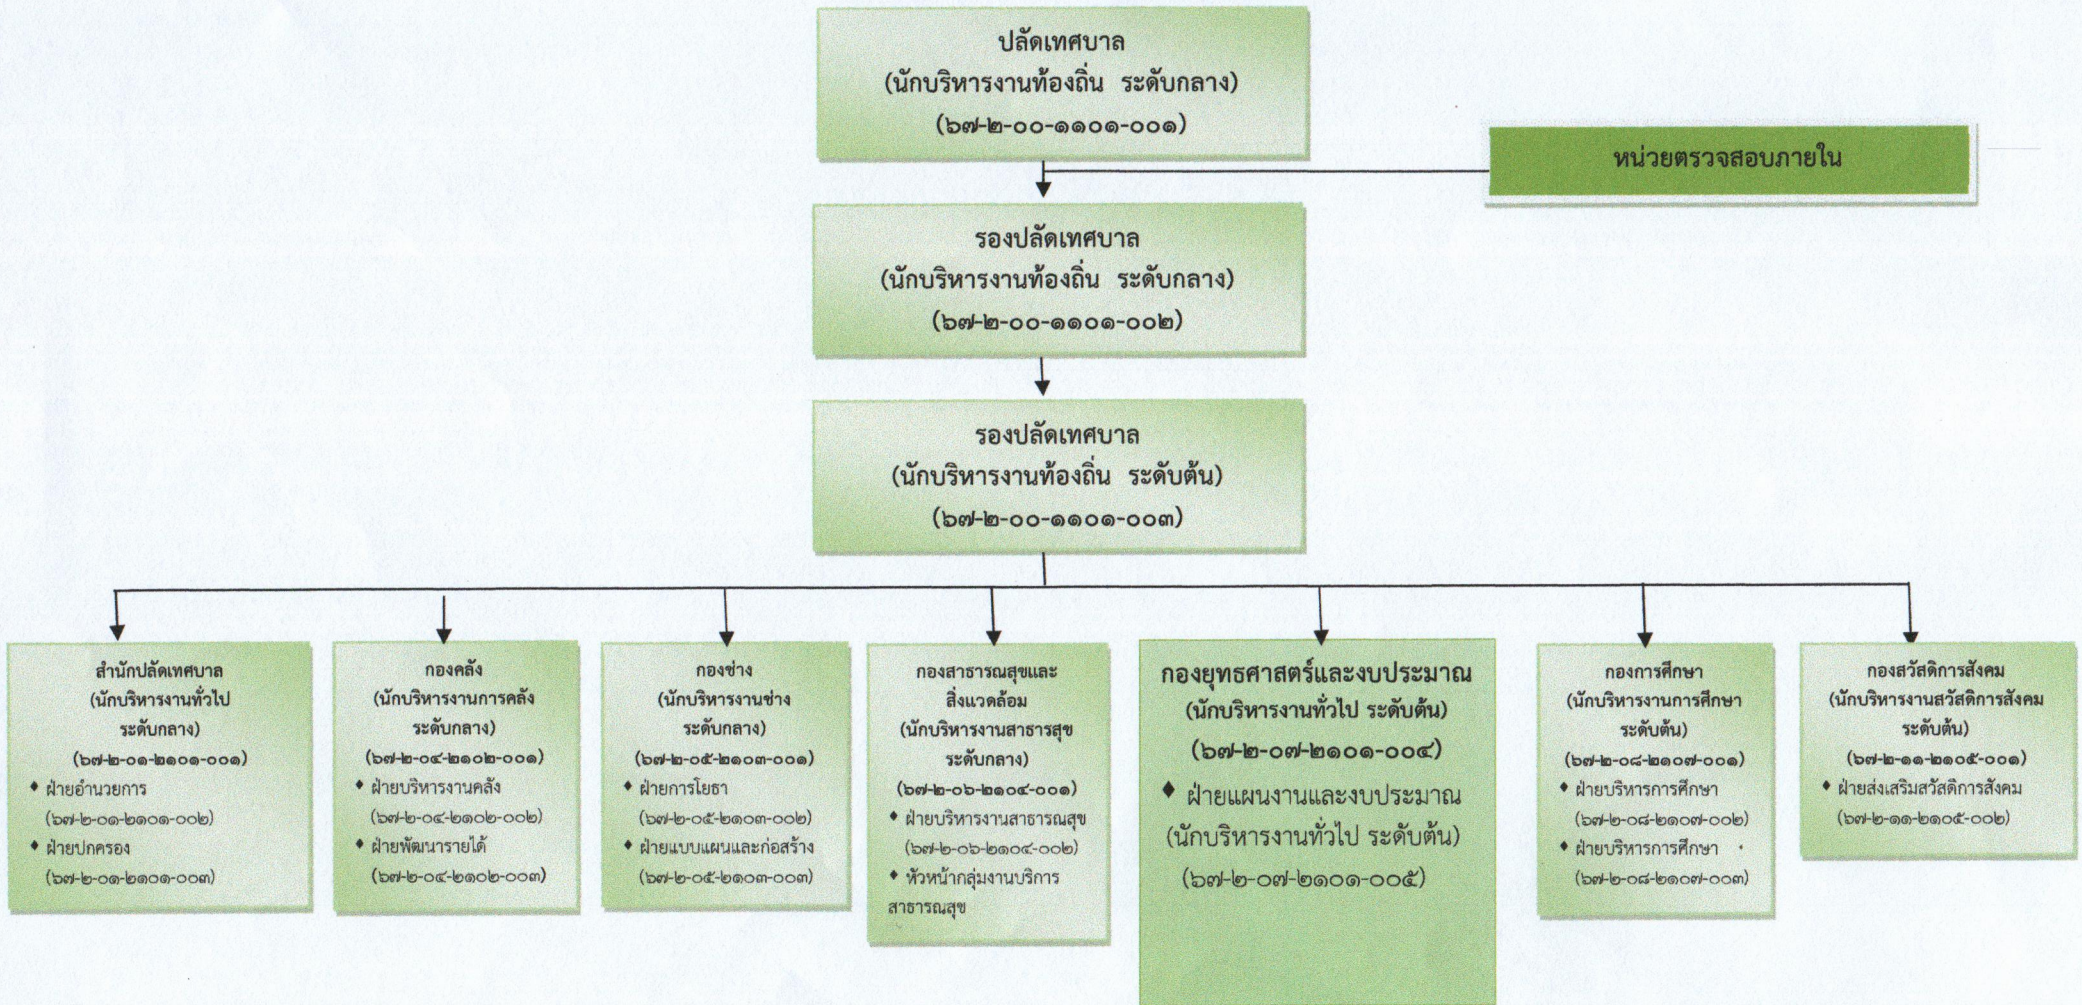 ปลัดเทศบาล
(นักบริหารงานท้องถิ่น ระดับกลาง)
(๖๗-๒-๐๐-๑๑๐๑-๐๐๑)
หน่วยตรวจสอบภายใน
รองปลัดเทศบาล
(นักบริหารงานท้องถิ่น ระดับกลาง)
(๖๗-๒-๐๐-๑๑๐๑-๐๐๒)
รองปลัดเทศบาล
(นักบริหารงานท้องถิ่น ระดับต้น)
(๖๗-๒-๐๐-๑๑๐๑-๐๐๓)
สำนักปลัดเทศบาล
(นักบริหารงานทั่วไป
ระดับกลาง)
(๖๗-๒-๐๑-๒๑๐๑-๐๐๑)
♦ ฝ่ายอำนวยการ
(๖๗-๒-๐๑-๒๑๐๑-๐๐๒)
♦ ฝ่ายปกครอง
(๖๗-๒-๐๑-๒๑๐๑-๐๐๓)
กองคลัง
(นักบริหารงานการคลัง
ระดับกลาง)
(๖๗-๒-๐๔-๒๑๐๒-๐๐๑)
♦ ฝ่ายบริหารงานคลัง
(๖๗-๒-๐๔-๒๑๐๒-๐๐๒)
♦ ฝ่ายพัฒนารายได้
(๖๗-๒-๐๔-๒๑๐๒-๐๐๓)
กองช่าง
(นักบริหารงานช่าง
ระดับกลาง)
(๖๗-๒-๐๕-๒๑๐๓-๐๐๑)
♦ ฝ่ายการโยธา
(๖๗-๒-๐๕-๒๑๐๓-๐๐๒)
♦ ฝ่ายแบบแผนและก่อสร้าง
(๖๗-๒-๐๕-๒๑๐๓-๐๐๓)
กองสาธารณสุขและ
สิ่งแวดล้อม
(นักบริหารงานสาธารสุข
ระดับกลาง)
(๖๗-๒-๐๖-๒๑๐๔-๐๐๑)
♦ ฝ่ายบริหารงานสาธารณสุข
(๖๗-๒-๐๖-๒๑๐๔-๐๐๒)
♦ หัวหน้ากลุ่มงานบริการ
สาธารณสุข
กองยุทธศาสตร์และงบประมาณ
(นักบริหารงานทั่วไป ระดับต้น)
(๖๗-๒-๐๗-๒๑๐๑-๐๐๔)
♦ ฝ่ายแผนงานและงบประมาณ
(นักบริหารงานทั่วไป ระดับต้น)
(๖๗-๒-๐๗-๒๑๐๑-๐๐๕)
กองการศึกษา
(นักบริหารงานการศึกษา
ระดับต้น)
(๖๗-๒-๐๘-๒๑๐๗-๐๐๑)
♦ ฝ่ายบริหารการศึกษา
(๖๗-๒-๐๘-๒๑๐๗-๐๐๒)
♦ ฝ่ายบริหารการศึกษา
(๖๗-๒-๐๘-๒๑๐๗-๐๐๓)
กองสวัสดิการสังคม
(นักบริหารงานสวัสดิการสังคม
ระดับต้น)
(๖๗-๒-๑๑-๒๑๐๕-๐๐๑)
♦ ฝ่ายส่งเสริมสวัสดิการสังคม
(๖๗-๒-๑๑-๒๑๐๕-๐๐๒)